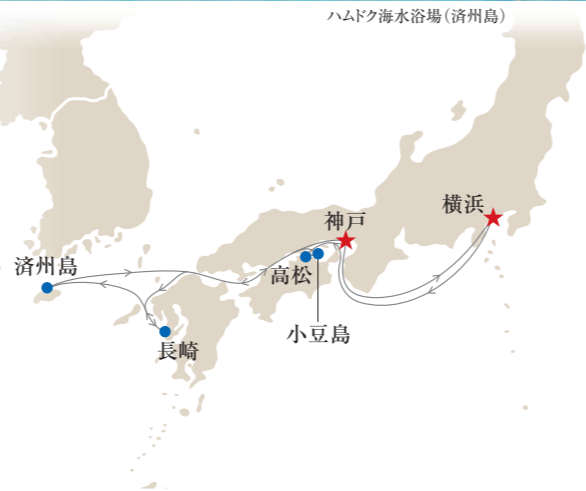 ハムドク海水浴場（済州島）
横浜
神戸
済州島
高松
小豆島
長崎